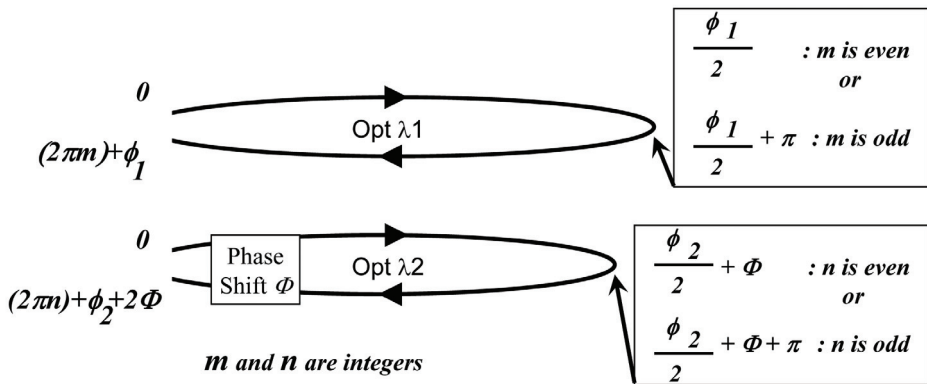 0
Opt λ1
(2πm)+ϕ1
ϕ1/2 : m is even
or
ϕ1/2 + π : m is odd
0
Phase
Shift Φ
Opt λ2
(2πn)+ϕ2+2Φ
ϕ2/2 + Φ : n is even
or
ϕ2/2 + Φ + π : n is odd
m and n are integers